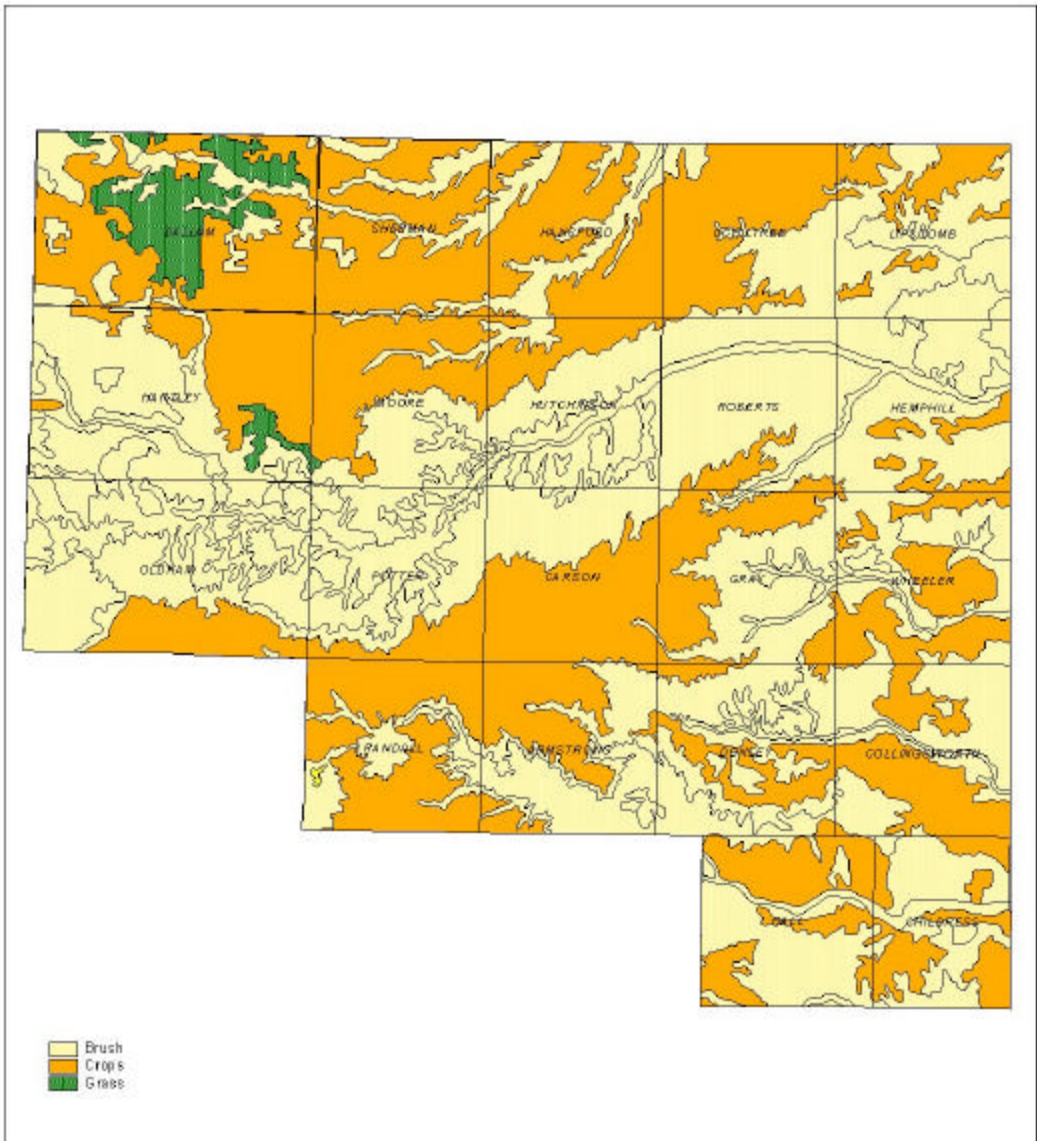 DALLAM SHERMAN HANSFORD OCHILTREE LIPSCOMB
HARTLEY MOORE HUTCHINSON ROBERTS HEMPHILL
OLDHAM POTTER CARSON GRAY WHEELER
RANDALL ARMSTRONG DONLEY COLLINGSWORTH
HALL CHILDRESS
Brush
Crops
Grass